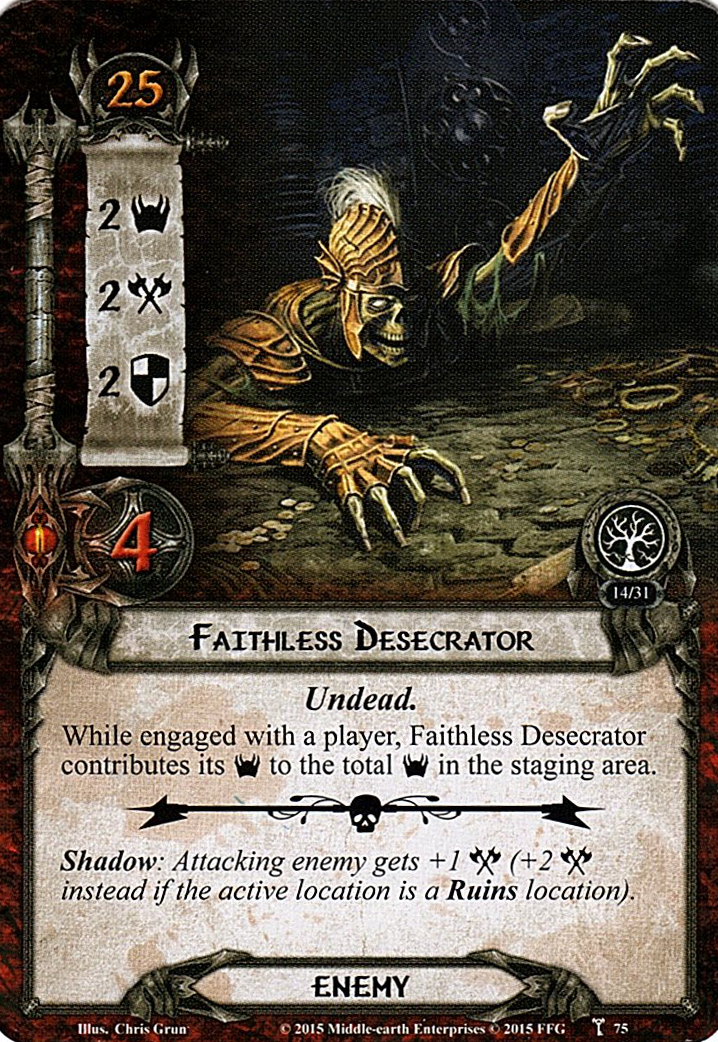 25
2
2
2
4
14/31
FAITHLESS DESECRATOR
Undead.
While engaged with a player, Faithless Desecrator
contributes its to the total in the staging area.
Shadow: Attacking enemy gets +1 (+2
instead if the active location is a Ruins location).
ENEMY
Illus. Chris Grun © 2015 Middle-earth Enterprises © 2015 FFG 75